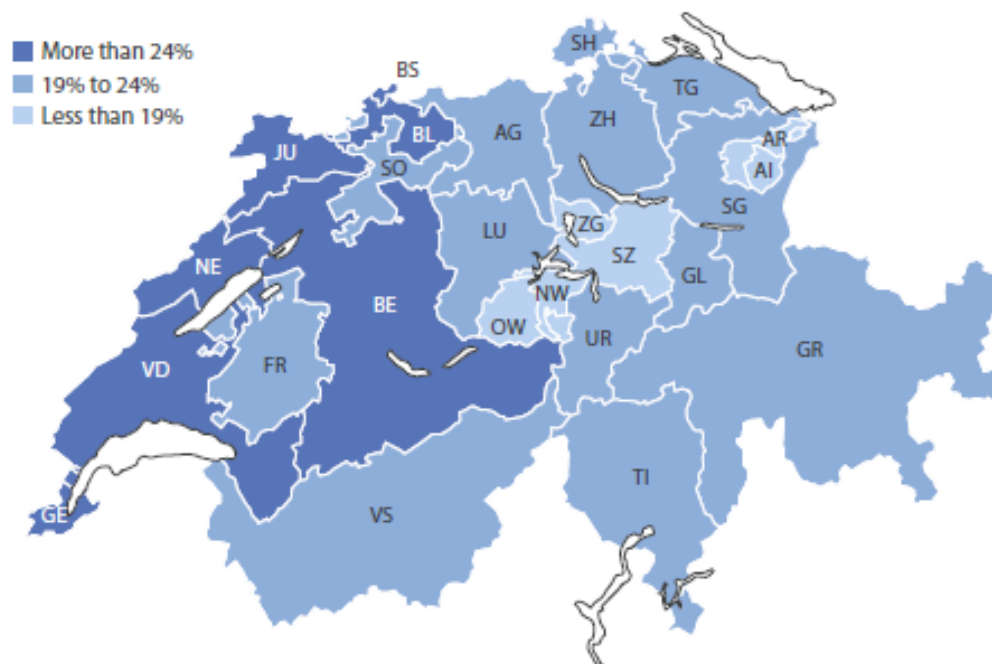 More than 24%
19% to 24%
Less than 19%
SH
BS
TG
BL
AG
ZH
AR
JU
SO
AI
SG
LU
ZG
SZ
NE
GL
NW
BE
OW
UR
GR
VD
FR
TI
GE
VS